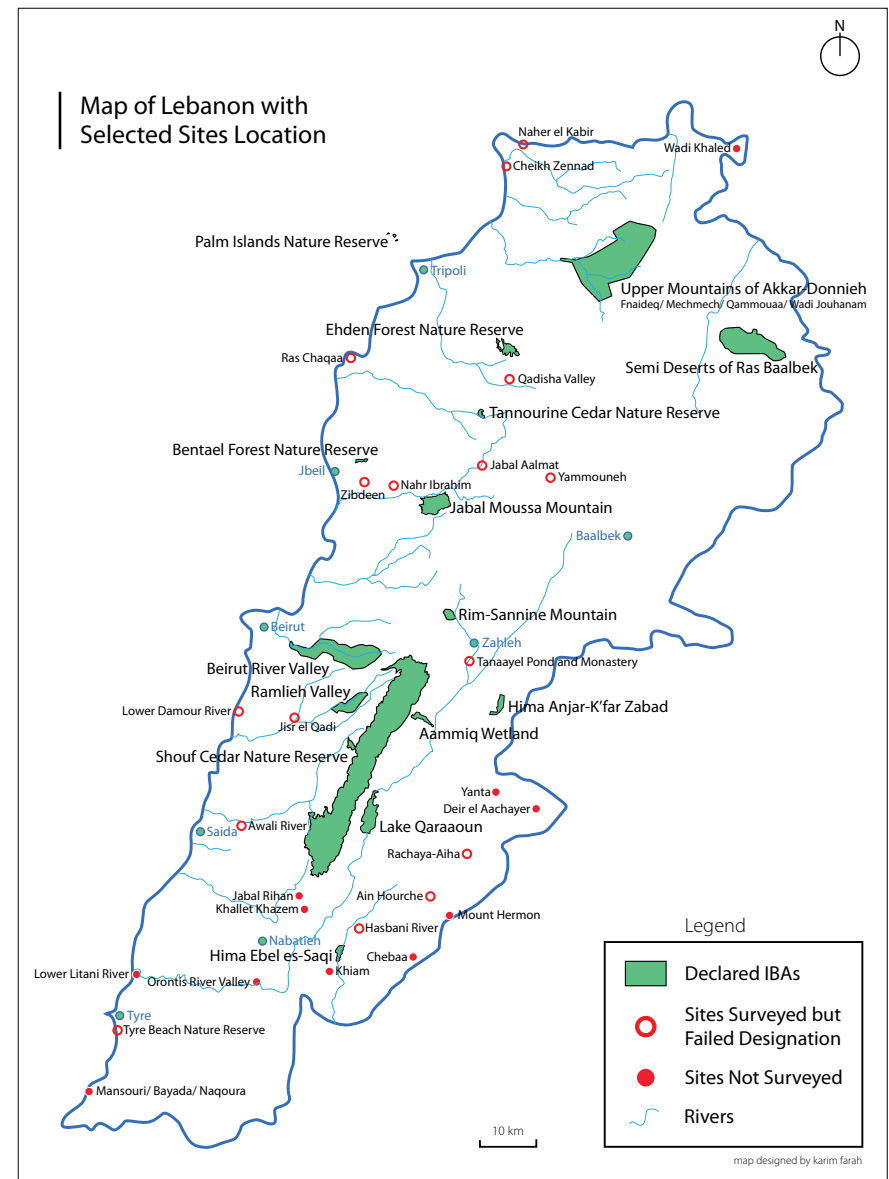 N
Map of Lebanon with
Selected Sites Location
Naher el Kabir
Wadi Khaled
Cheikh Zennad
Palm Islands Nature Reserve
Tripoli
Upper Mountains of Akkar-Donnieh
Fnaideq/ Mechmech/ Qammouaa/ Wadi Jouhanam
Ehden Forest Nature Reserve
Ras Chaqaa
Semi Deserts of Ras Baalbek
Qadisha Valley
Tannourine Cedar Nature Reserve
Bentael Forest Nature Reserve
Jbeil
Jabal Aalmat
Yammouneh
Zibdeen
Nahr Ibrahim
Jabal Moussa Mountain
Baalbek
Rim-Sannine Mountain
Beirut
Zahleh
Tanaayel Pond and Monastery
Beirut River Valley
Ramlieh Valley
Hima Anjar-K'far Zabad
Lower Damour River
Jisr el Qadi
Aammiq Wetland
Shouf Cedar Nature Reserve
Yanta
Deir el Aachayer
Saida
Awali River
Lake Qaraaoun
Rachaya-Aiha
Jabal Rihan
Ain Hourche
Khallet Khazem
Mount Hermon
Hasbani River
Nabatieh
Hima Ebel es-Saqi
Chebaa
Lower Litani River
Khiam
Orontis River Valley
Tyre
Tyre Beach Nature Reserve
Mansouri/ Bayada/ Naqoura
Legend
Declared IBAs
Sites Surveyed but
Failed Designation
Sites Not Surveyed
Rivers
10 km
map designed by karim farah